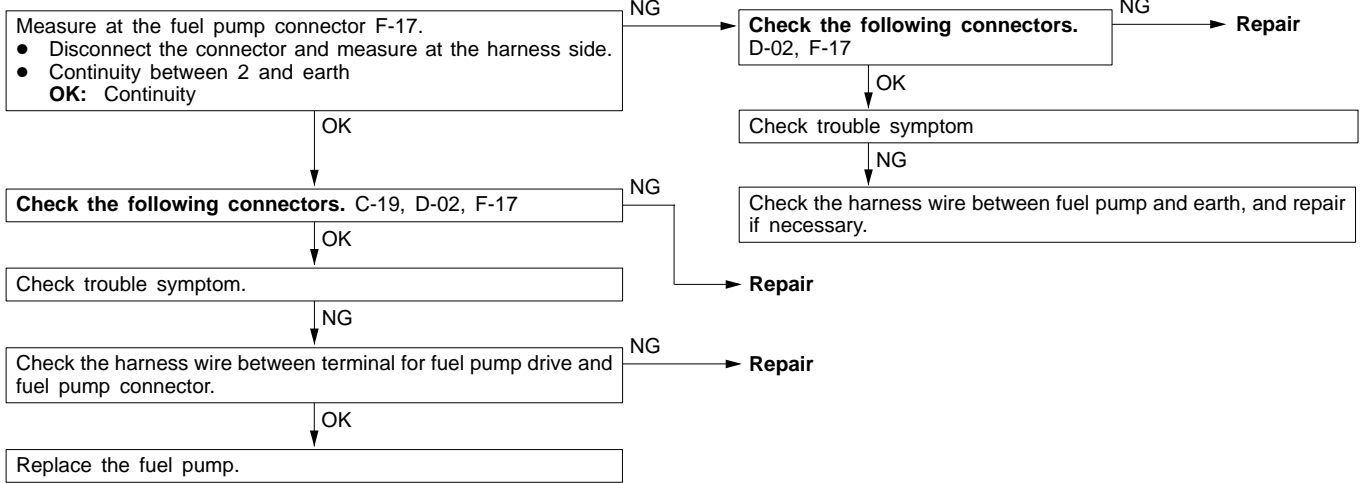 Measure at the fuel pump connector F-17.
● Disconnect the connector and measure at the harness side.
● Continuity between 2 and earth
OK: Continuity
NG
Check the following connectors.
D-02, F-17
NG
Repair
OK
Check trouble symptom
NG
Check the harness wire between fuel pump and earth, and repair
if necessary.
OK
Check the following connectors. C-19, D-02, F-17
NG
Repair
OK
Check trouble symptom.
NG
Check the harness wire between terminal for fuel pump drive and
fuel pump connector.
NG
Repair
OK
Replace the fuel pump.